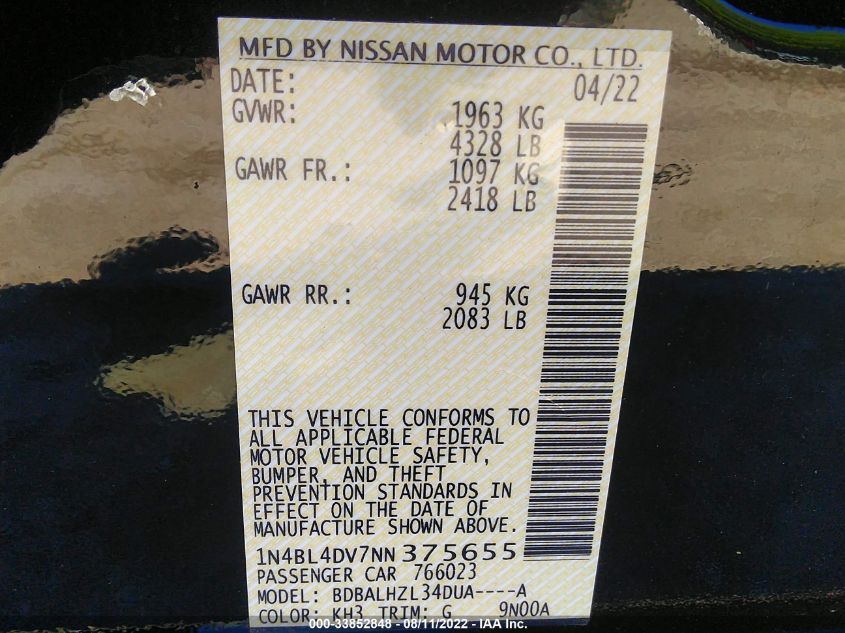 MFD BY NISSAN MOTOR CO., LTD.
DATE: 04/22
GVWR: 1963 KG
4328 LB
GAWR FR.: 1097 KG
2418 LB
GAWR RR.: 945 KG
2083 LB
THIS VEHICLE CONFORMS TO
ALL APPLICABLE FEDERAL
MOTOR VEHICLE SAFETY,
BUMPER, AND THEFT
PREVENTION STANDARDS IN
EFFECT ON THE DATE OF
MANUFACTURE SHOWN ABOVE.
1N4BL4DV7NN375655
PASSENGER CAR 766023
MODEL: BDBALHZL34DUA----A
COLOR: KH3 TRIM: G 9N00A
000-33852848 - 08/11/2022 - IAA Inc.